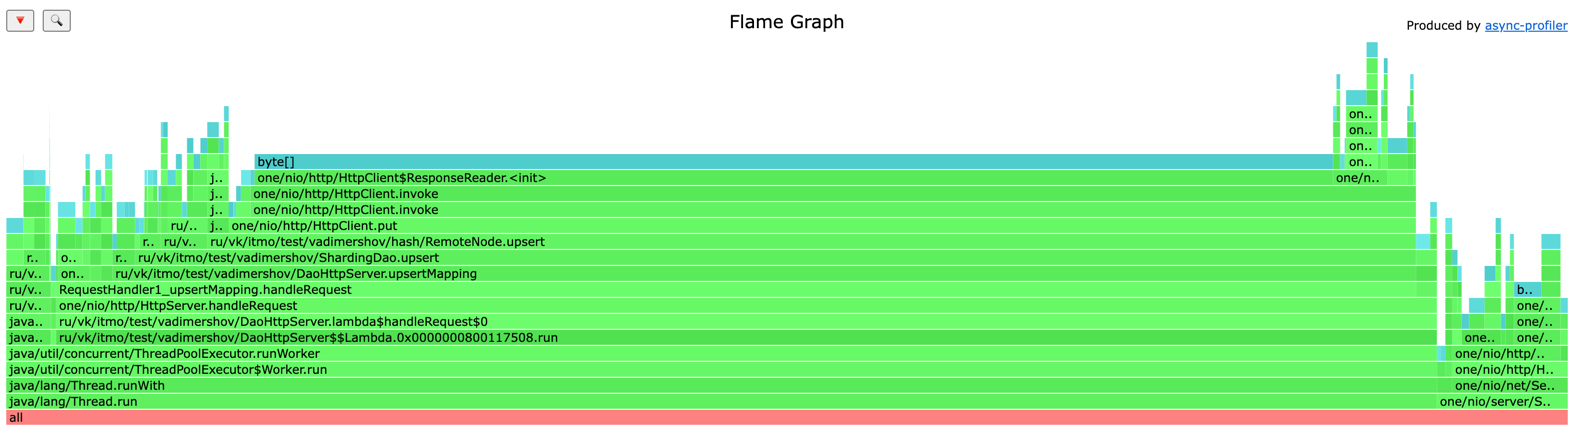 Flame Graph
Produced by async-profiler
on..
on..
on..
byte[] on..
j.. one/nio/http/HttpClient$ResponseReader.<init> one/n..
j.. one/nio/http/HttpClient.invoke
j.. one/nio/http/HttpClient.invoke
ru/.. j.. one/nio/http/HttpClient.put
r.. ru/v.. ru/vk/itmo/test/vadimershov/hash/RemoteNode.upsert
r.. o.. r.. ru/vk/itmo/test/vadimershov/ShardingDao.upsert
ru/v.. on.. ru/vk/itmo/test/vadimershov/DaoHttpServer.upsertMapping
ru/v.. RequestHandler1_upsertMapping.handleRequest b..
ru/v.. one/nio/http/HttpServer.handleRequest one/..
java.. ru/vk/itmo/test/vadimershov/DaoHttpServer.lambda$handleRequest$0 one/..
java.. ru/vk/itmo/test/vadimershov/DaoHttpServer$$Lambda.0x0000000800117508.run one.. one/..
java/util/concurrent/ThreadPoolExecutor.runWorker one/nio/http/..
java/util/concurrent/ThreadPoolExecutor$Worker.run one/nio/http/H..
java/lang/Thread.runWith one/nio/net/Se..
java/lang/Thread.run one/nio/server/S..
all